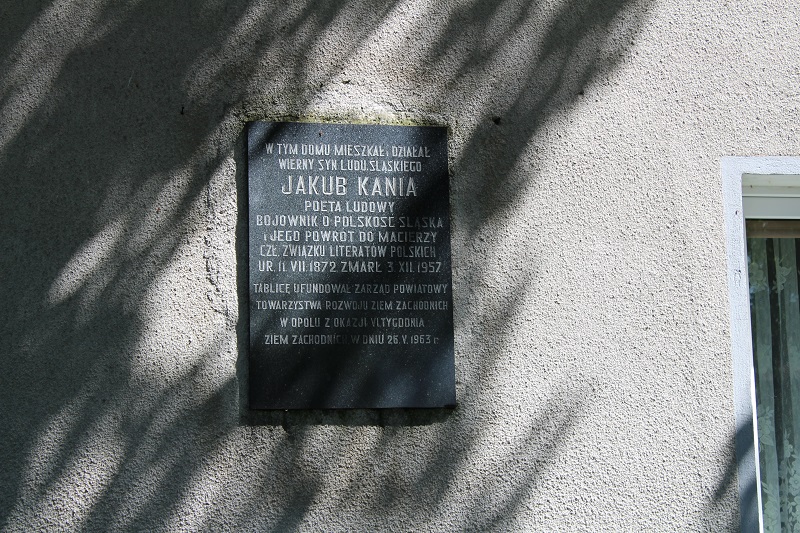 W TYM DOMU MIESZKAŁ i DZIAŁAŁ
WIERNY SYN LUDU ŚLĄSKIEGO
JAKUB KANIA
POETA LUDOWY
BOJOWNIK O POLSKOŚĆ ŚLĄSKA
i JEGO POWRÓT DO MACIERZY
CZŁ. ZWIĄZKU LITERATÓW POLSKICH
UR. 11. VII 1872 ZMARŁ 3. XII. 1957
TABLICĘ UFUNDOWAŁ ZARZĄD POWIATOWY
TOWARZYSTWA ROZWOJU ZIEM ZACHODNICH
W OPOLU Z OKAZJI VI TYGODNIA
ZIEM ZACHODNICH W DNIU 26. V. 1963 r.